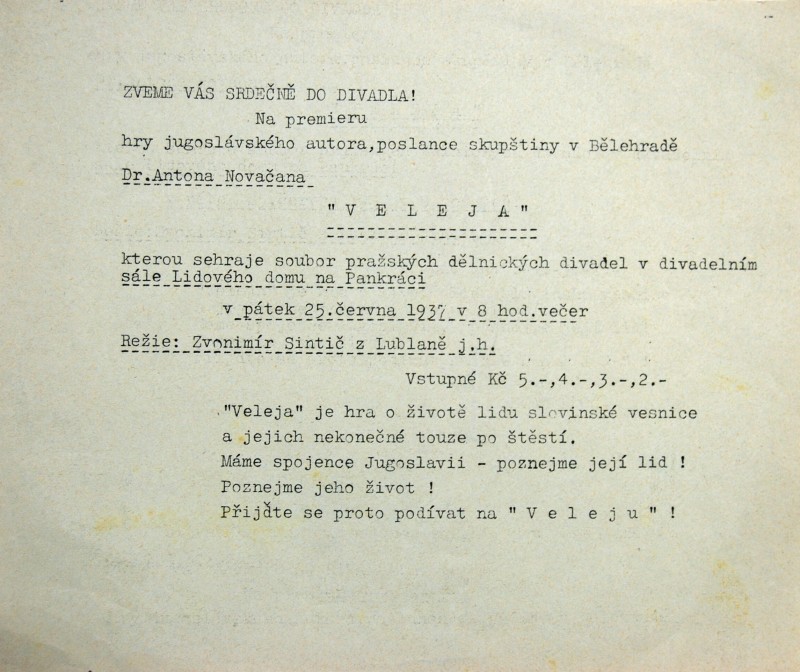 ZVEME VÁS SRDEČNĚ DO DIVADLA!
Na premieru
hry jugoslávského autora,poslance skupštiny v Bělehradě
Dr.Antona Novačana
" V E L E J A "
kterou sehraje soubor pražských dělnických divadel v divadelním
sále Lidového domu na Pankráci
v pátek 25.června 1937 v 8 hod.večer
Režie: Zvonimír Sintič z Lublaně j.h.
Vstupné Kč 5.-,4.-,3.-,2.-
"Veleja" je hra o životě lidu slovinské vesnice
a jejich nekonečné touze po štěstí.
Máme spojence Jugoslavii - poznejme její lid !
Poznejme jeho život !
Přijďte se proto podívat na " V e l e j u " !